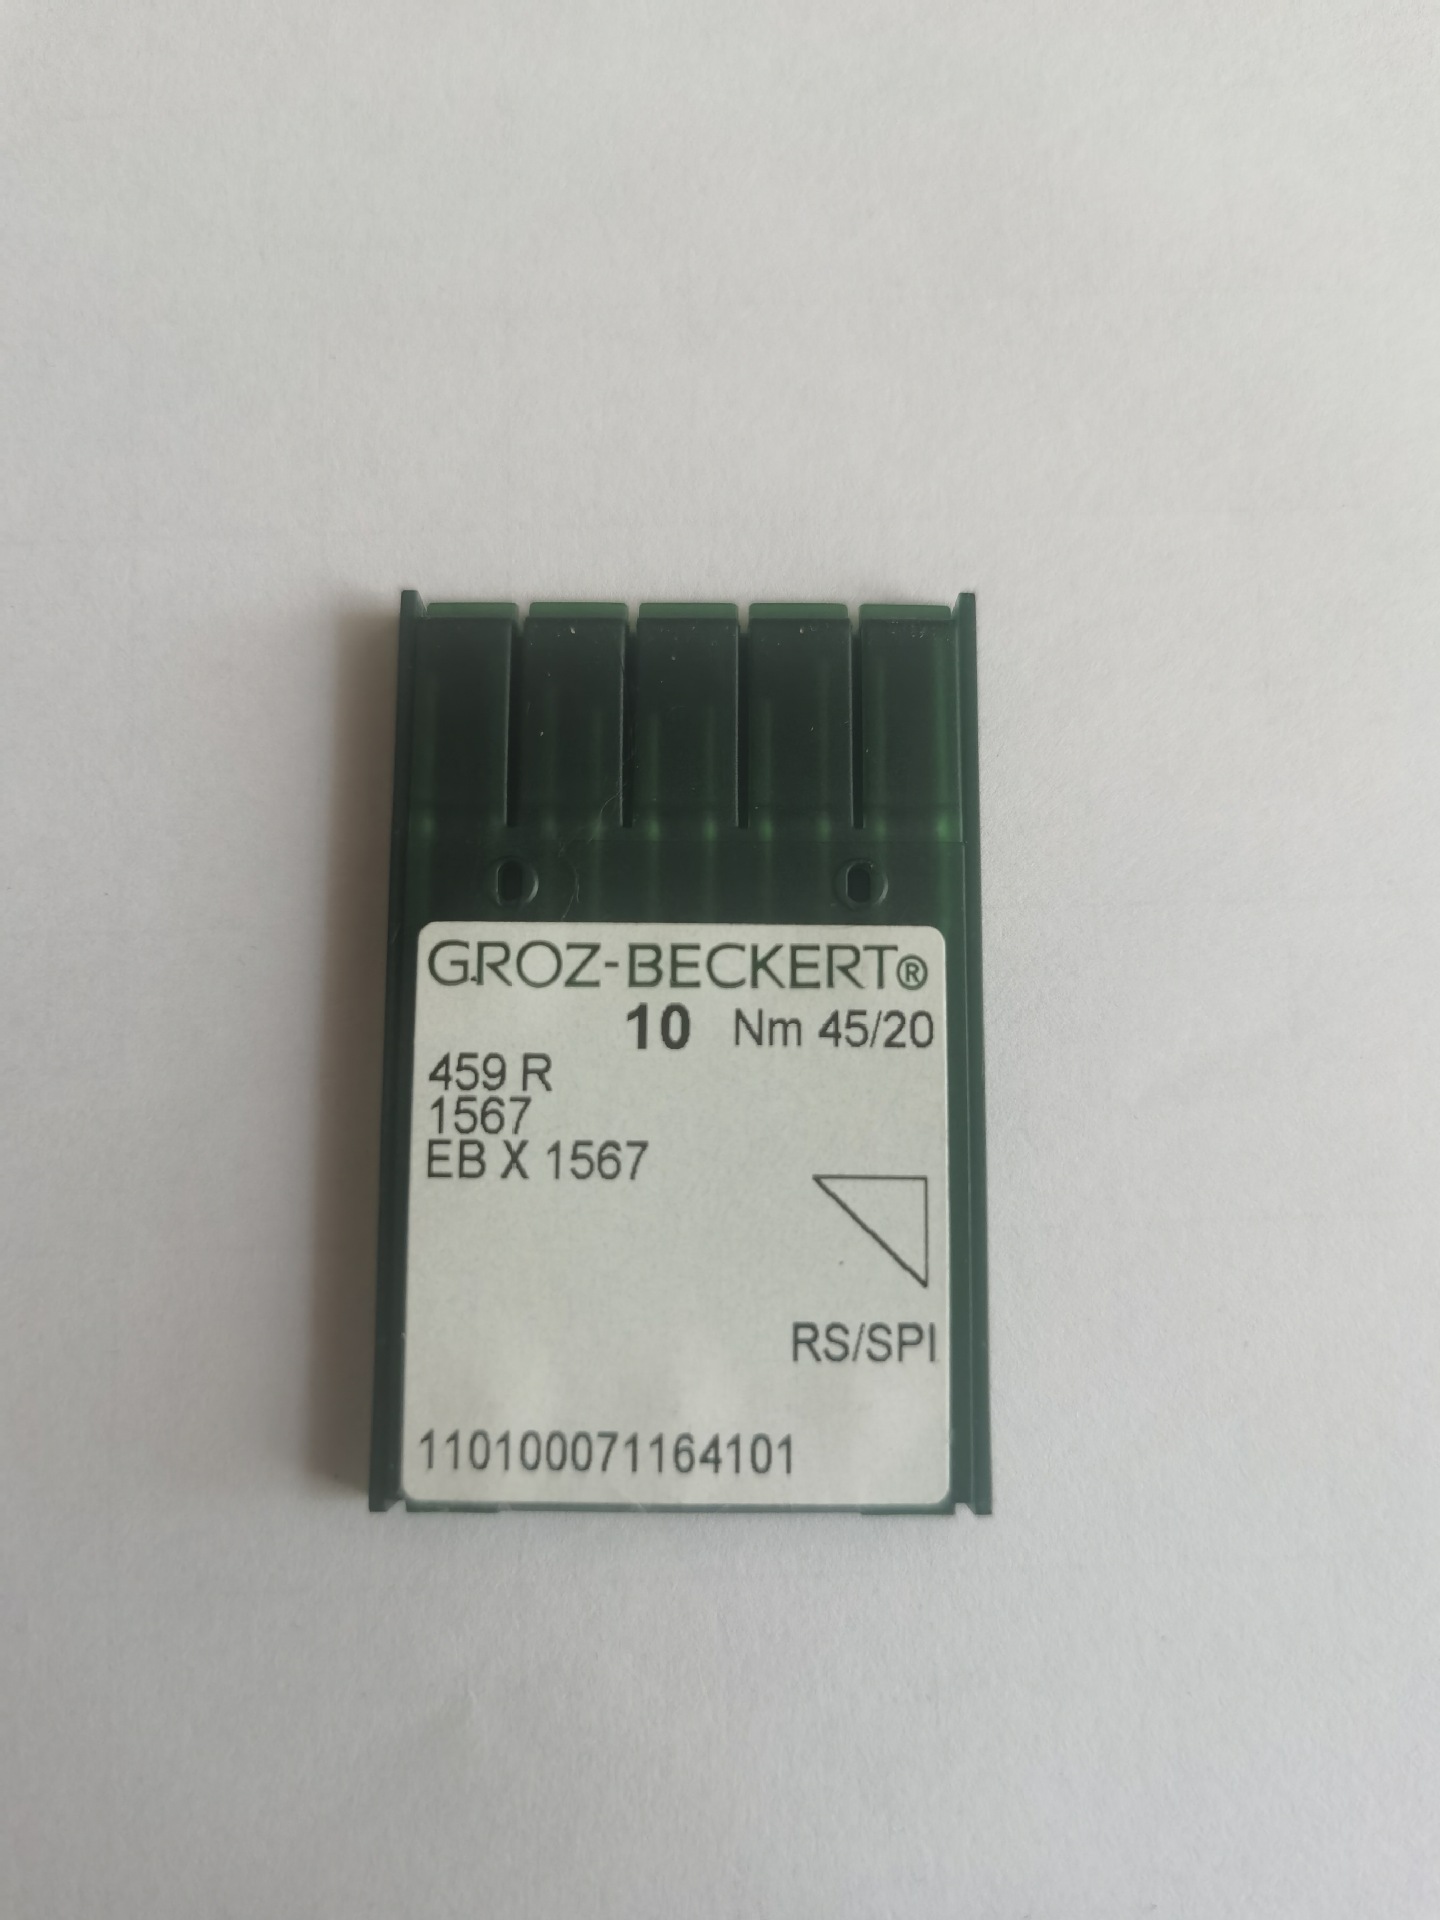 GROZ-BECKERT®
10 Nm 45/20
459 R
1567
EB X 1567
RS/SPI
110100071164101